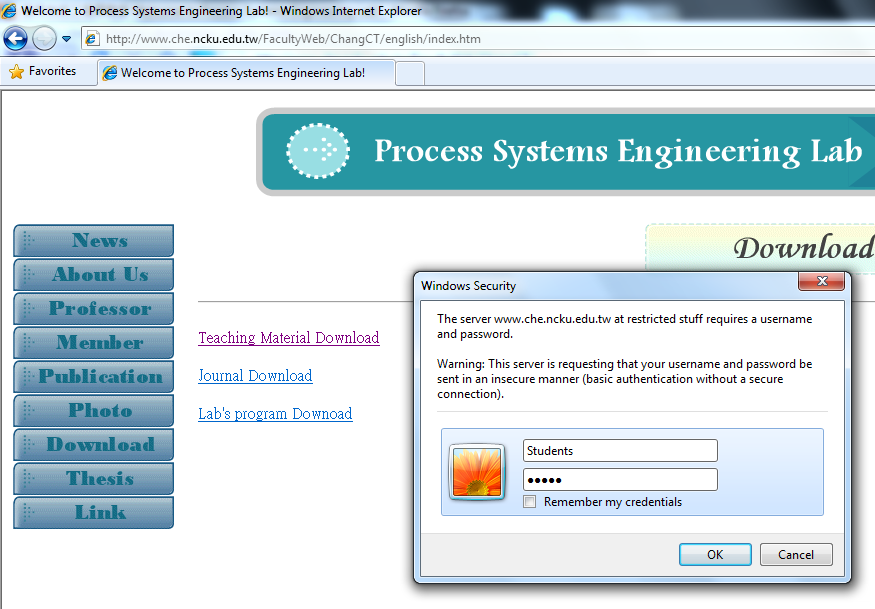 Welcome to Process Systems Engineering Lab! - Windows Internet Explorer
http://www.che.ncku.edu.tw/FacultyWeb/ChangCT/english/index.htm
Favorites
Welcome to Process Systems Engineering Lab!
Process Systems Engineering Lab
News
About Us
Professor
Member
Publication
Photo
Download
Thesis
Link
Download
Teaching Material Download
Journal Download
Lab's program Downoad
Windows Security
The server www.che.ncku.edu.tw at restricted stuff requires a username
and password.
Warning: This server is requesting that your username and password be
sent in an insecure manner (basic authentication without a secure
connection).
Students
●●●●●
Remember my credentials
OK
Cancel